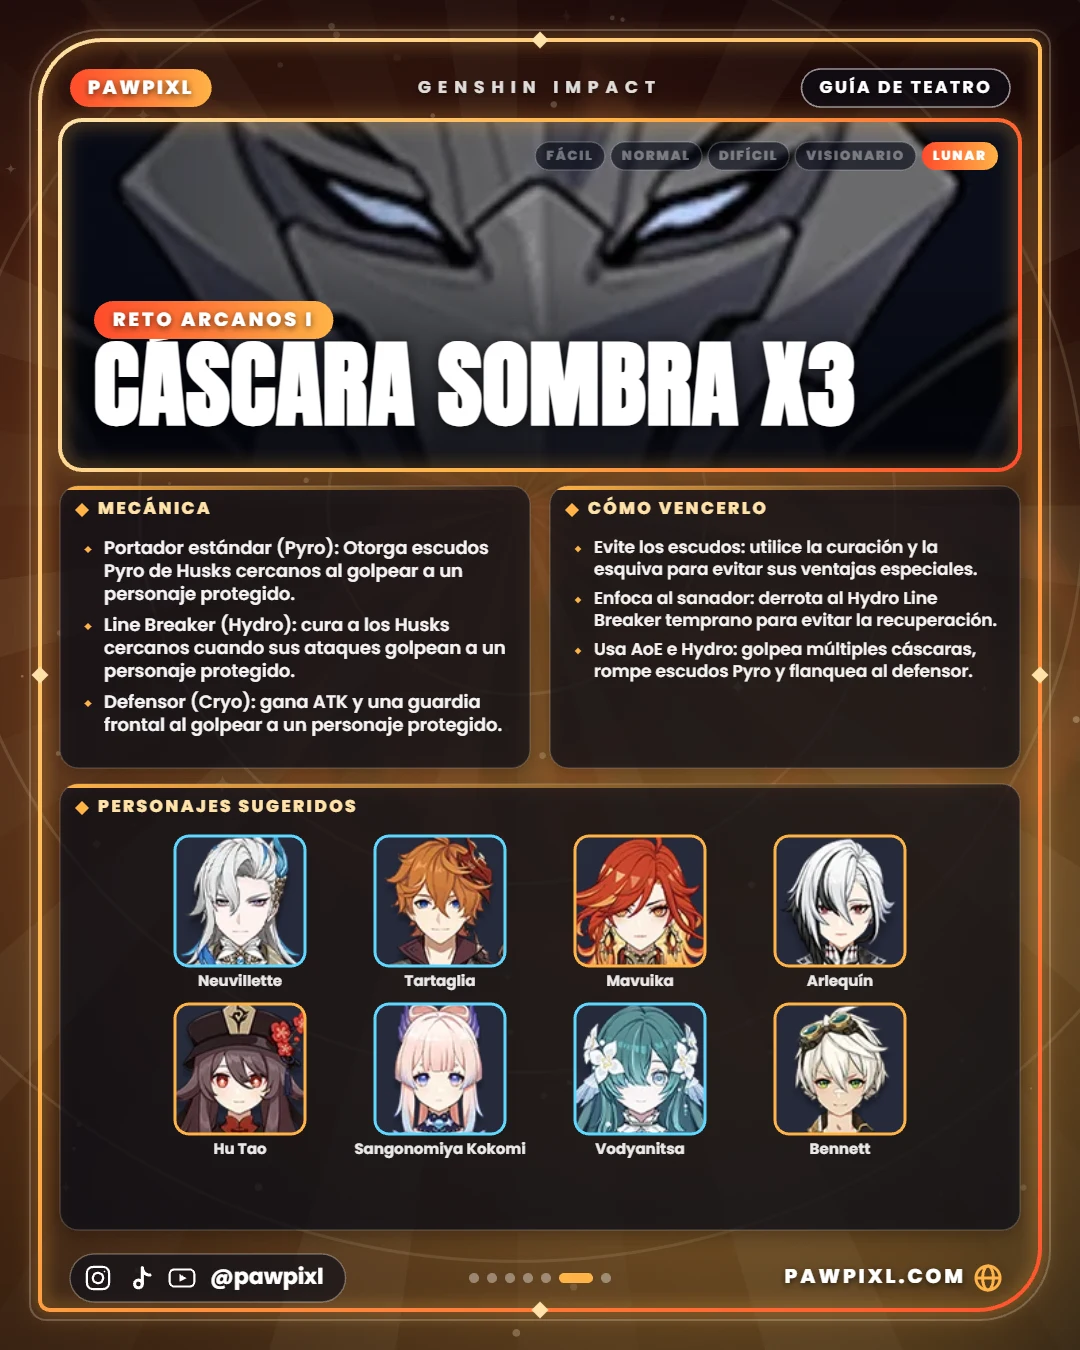 PAWPIXL
GENSHIN IMPACT
GUÍA DE TEATRO
FÁCIL
NORMAL
DIFÍCIL
VISIONARIO
LUNAR
RETO ARCANOS I
CÁSCARA SOMBRA X3
MECÁNICA
Portador estándar (Pyro): Otorga escudos
Pyro de Husks cercanos al golpear a un
personaje protegido.
Line Breaker (Hydro): cura a los Husks
cercanos cuando sus ataques golpean a un
personaje protegido.
Defensor (Cryo): gana ATK y una guardia
frontal al golpear a un personaje protegido.
CÓMO VENCERLO
Evite los escudos: utilice la curación y la
esquiva para evitar sus ventajas especiales.
Enfoca al sanador: derrota al Hydro Line
Breaker temprano para evitar la recuperación.
Usa AoE e Hydro: golpea múltiples cáscaras,
rompe escudos Pyro y flanquea al defensor.
PERSONAJES SUGERIDOS
Neuvillette
Tartaglia
Mavuika
Arlequín
Hu Tao
Sangonomiya Kokomi
Vodyanitsa
Bennett
@pawpixl
PAWPIXL.COM